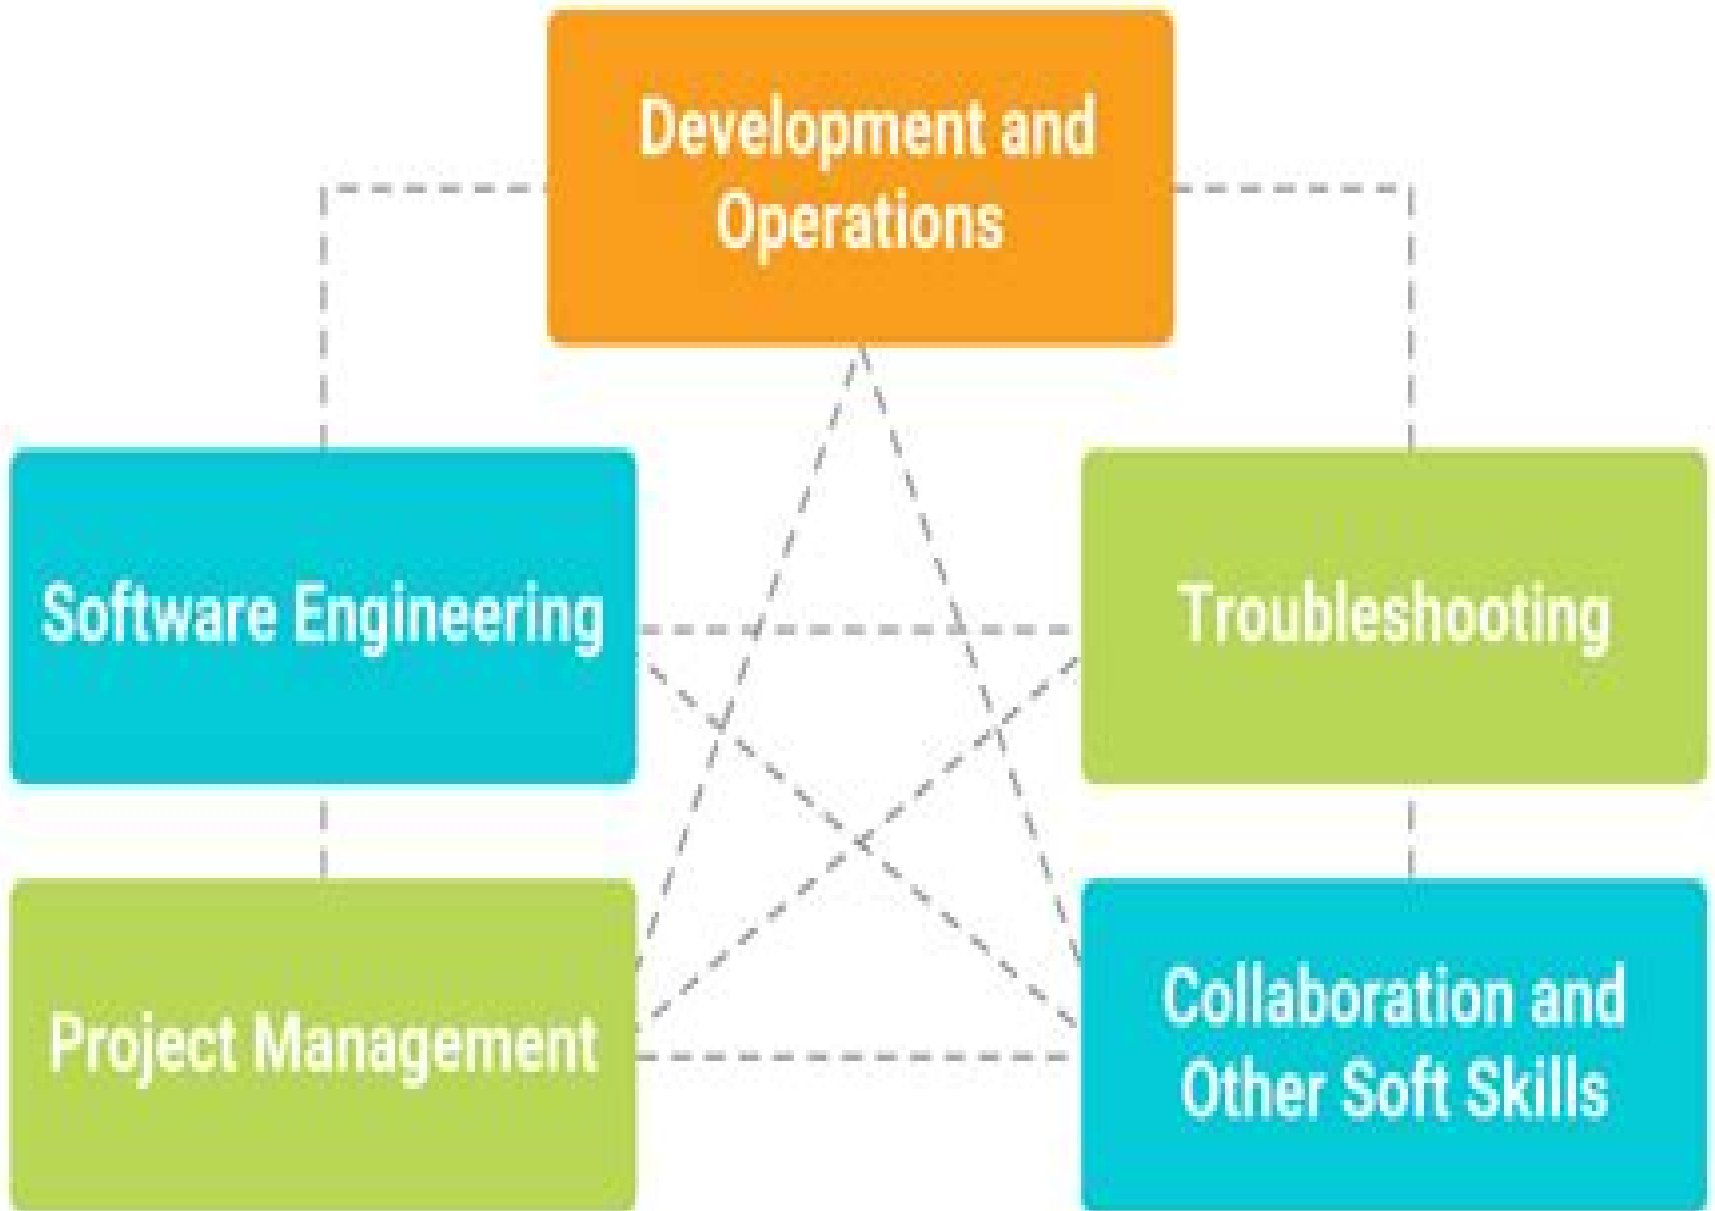 Development and
Operations
Software Engineering
Troubleshooting
Project Management
Collaboration and
Other Soft Skills